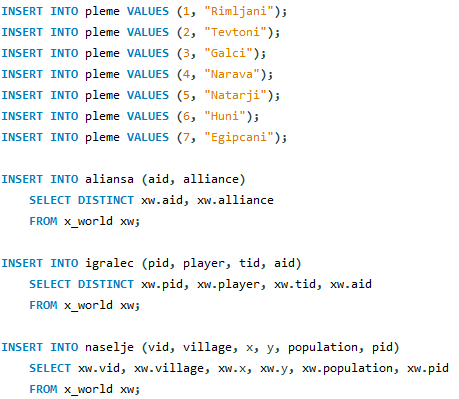 INSERT INTO pleme VALUES (1, "Rimljani");
INSERT INTO pleme VALUES (2, "Tevtoni");
INSERT INTO pleme VALUES (3, "Galci");
INSERT INTO pleme VALUES (4, "Narava");
INSERT INTO pleme VALUES (5, "Natarji");
INSERT INTO pleme VALUES (6, "Huni");
INSERT INTO pleme VALUES (7, "Egipcani");
INSERT INTO aliansa (aid, alliance)
SELECT DISTINCT xw.aid, xw.alliance
FROM x_world xw;
INSERT INTO igralec (pid, player, tid, aid)
SELECT DISTINCT xw.pid, xw.player, xw.tid, xw.aid
FROM x_world xw;
INSERT INTO naselje (vid, village, x, y, population, pid)
SELECT xw.vid, xw.village, xw.x, xw.y, xw.population, xw.pid
FROM x_world xw;